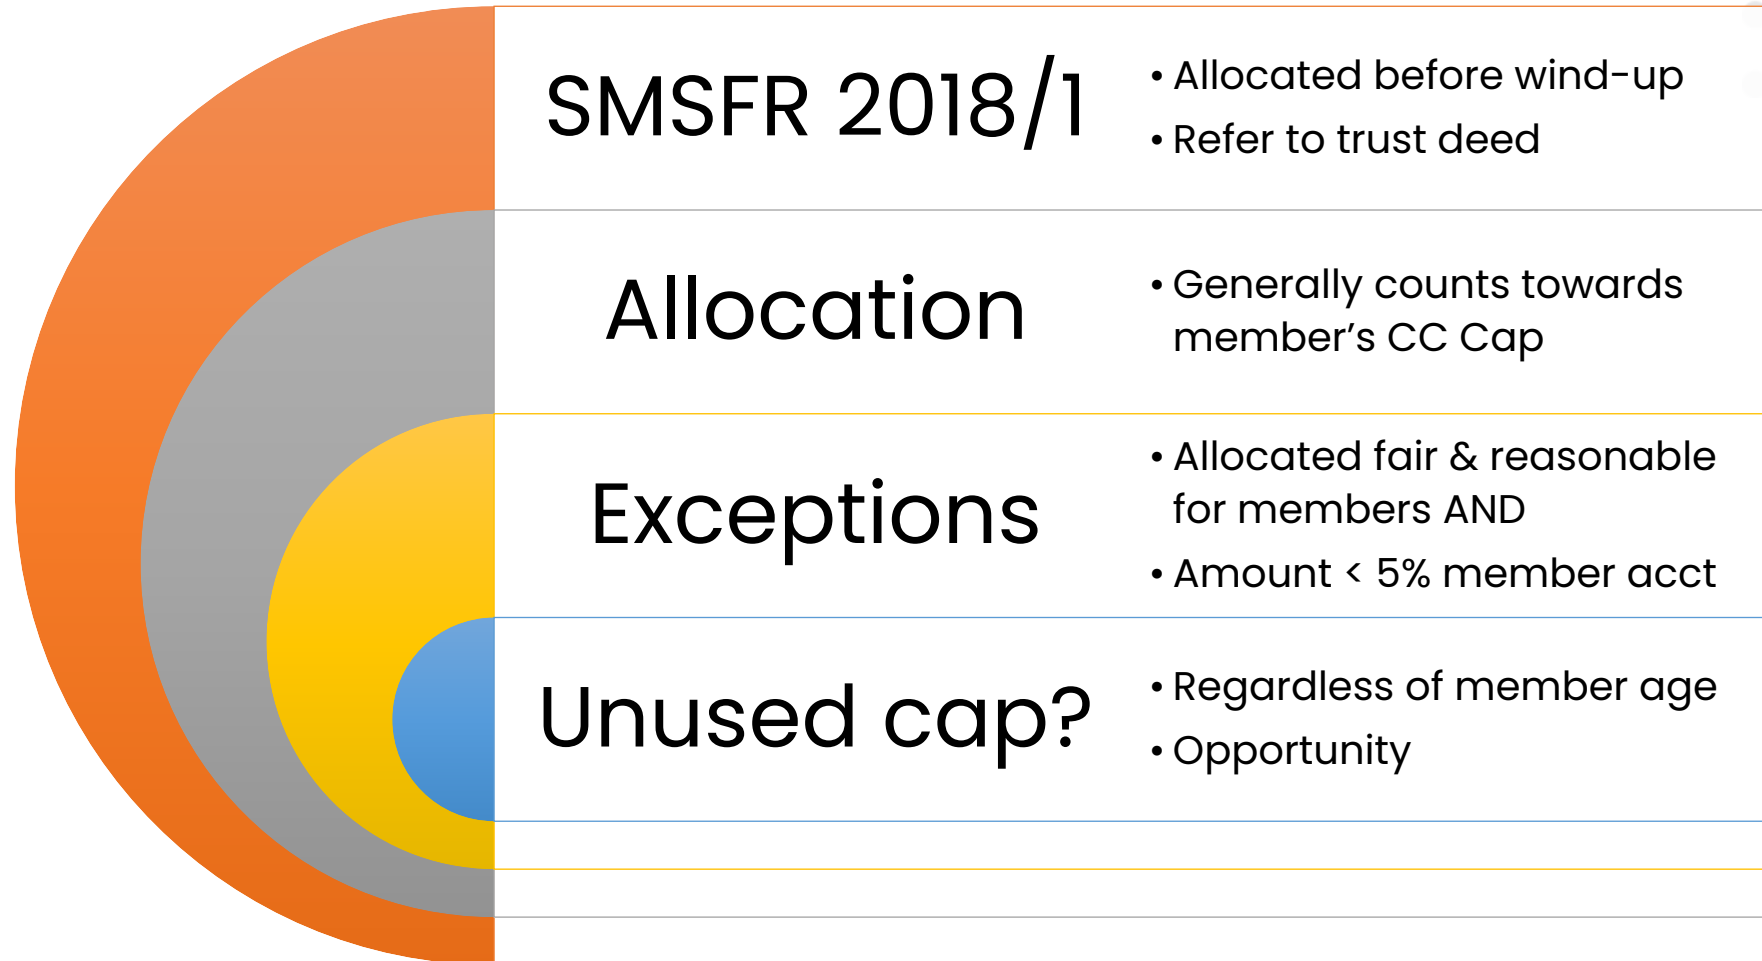 SMSFR 2018/1
• Allocated before wind-up
• Refer to trust deed
Allocation
• Generally counts towards
member’s CC Cap
Exceptions
• Allocated fair & reasonable
for members AND
• Amount < 5% member acct
Unused cap?
• Regardless of member age
• Opportunity